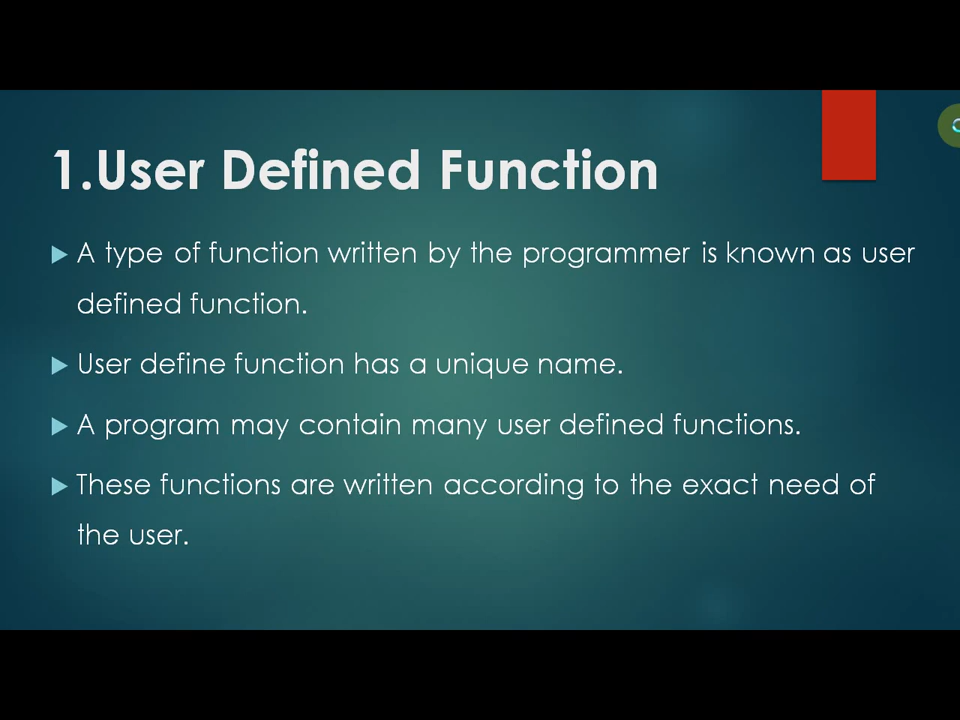 1.User Defined Function
A type of function written by the programmer is known as user
defined function.
User define function has a unique name.
A program may contain many user defined functions.
These functions are written according to the exact need of
the user.